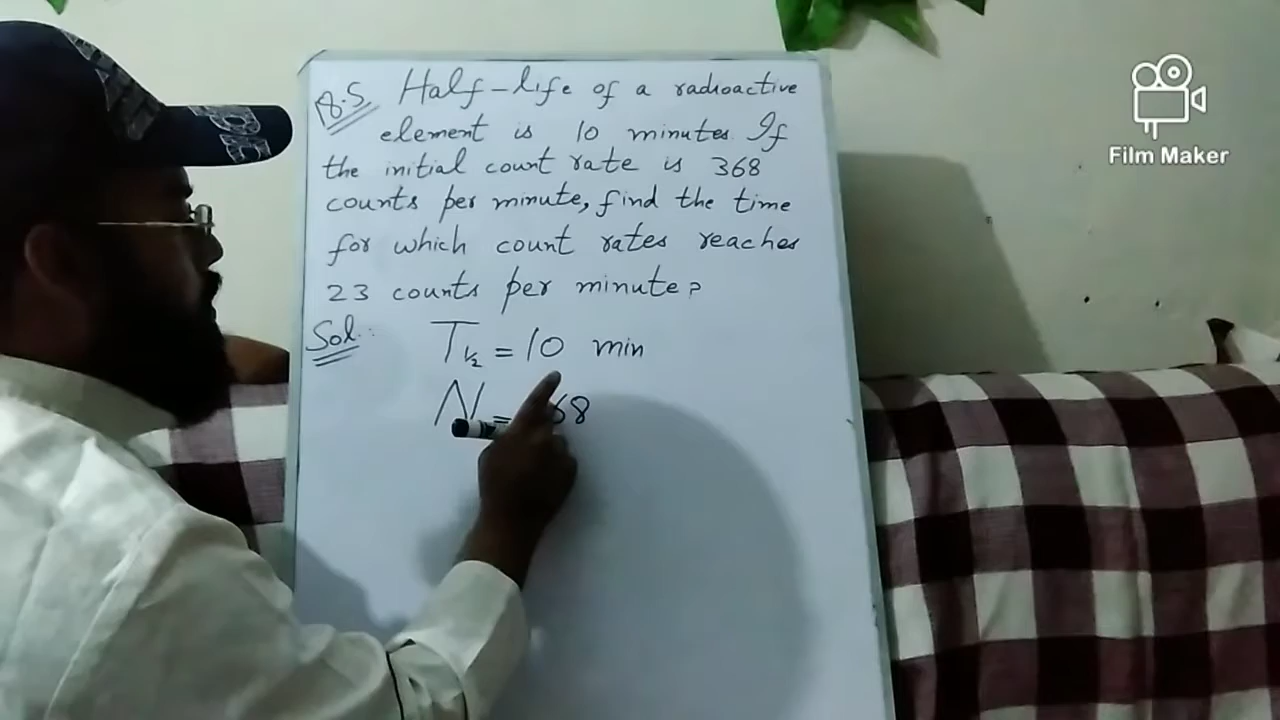 18.5 Half-life of a radioactive
element is 10 minutes. If
the initial count rate is 368
counts per minute, find the time
for which count rates reaches
23 counts per minute?
Sol:
T½ = 10 min
N = 68
Film Maker